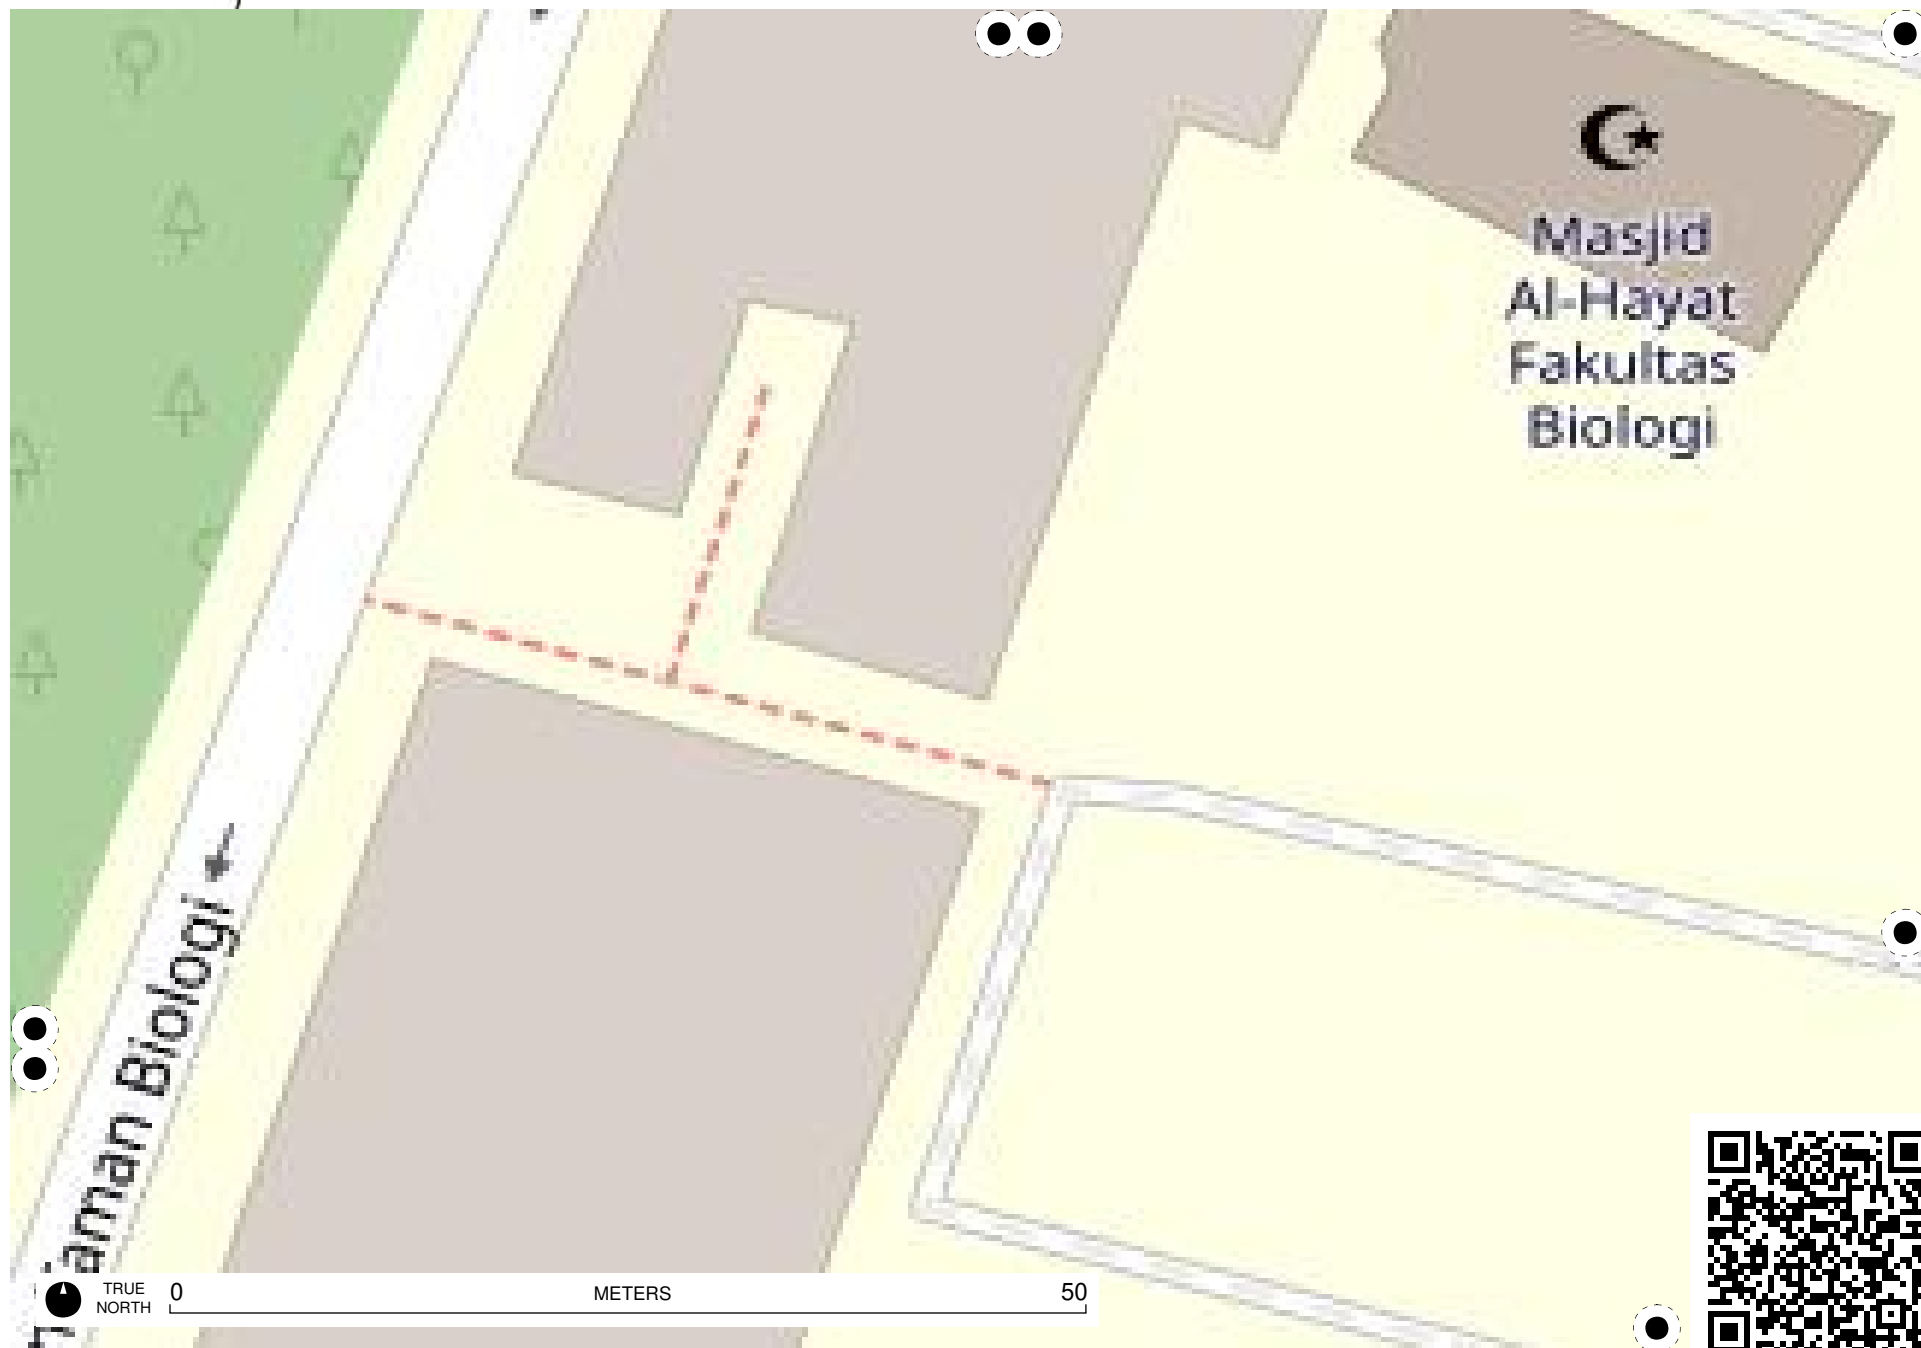 Masjid
Al-Hayat
Fakultas
Biologi
aman Biologi
TRUE
NORTH
0
METERS
50